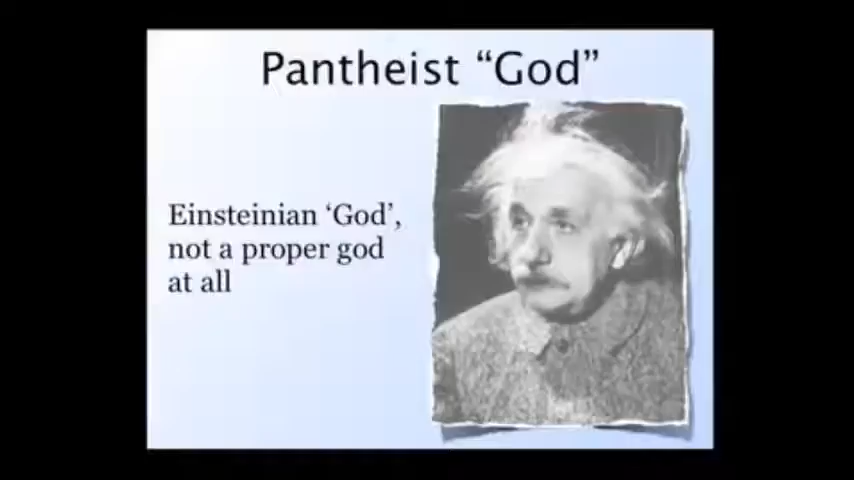 Pantheist “God”
Einsteinian ‘God’,
not a proper god
at all